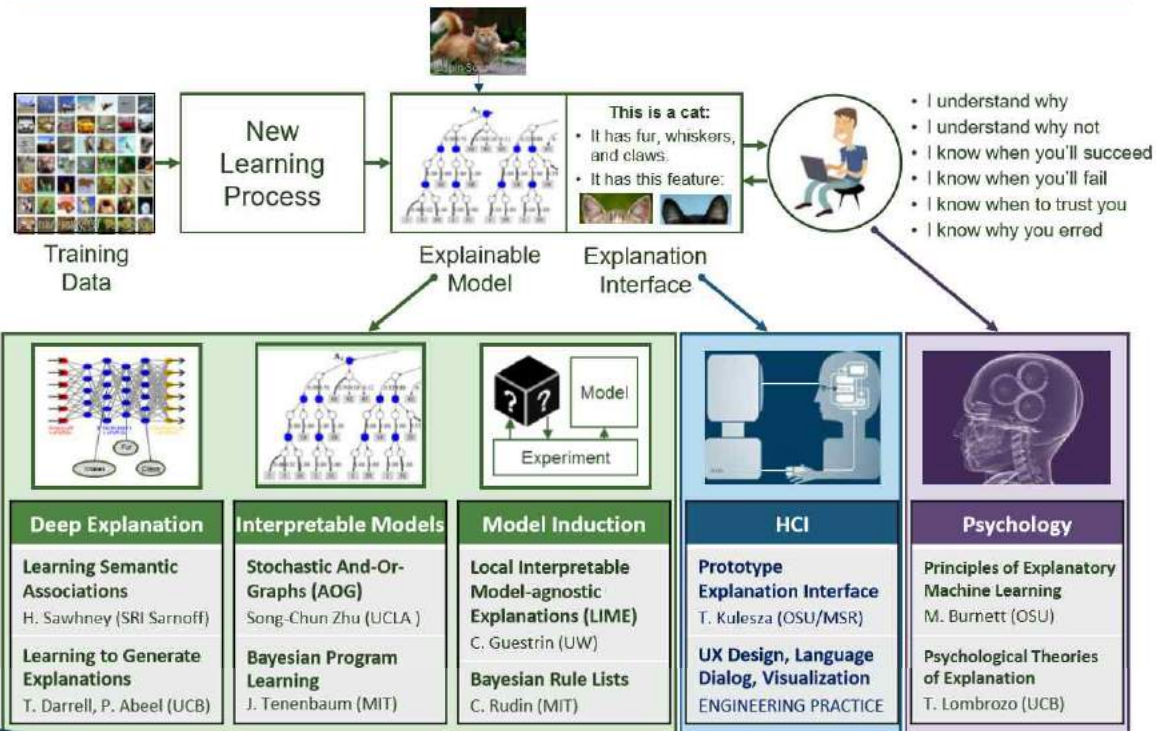 New
Learning
Process
This is a cat:
• It has fur, whiskers,
and claws.
• It has this feature:
• I understand why
• I understand why not
• I know when you'll succeed
• I know when you'll fail
• I know when to trust you
• I know why you erred
Training
Data
Explainable
Model
Explanation
Interface
?
?
Model
Experiment
Fur
Deep Explanation
Learning Semantic
Associations
H. Sawhney (SRI Sarnoff)
Learning to Generate
Explanations
T. Darrell, P. Abeel (UCB)
Interpretable Models
Stochastic And-Or-
Graphs (AOG)
Song-Chun Zhu (UCLA )
Bayesian Program
Learning
J. Tenenbaum (MIT)
Model Induction
Local Interpretable
Model-agnostic
Explanations (LIME)
C. Guestrin (UW)
Bayesian Rule Lists
C. Rudin (MIT)
HCI
Prototype
Explanation Interface
T. Kulesza (OSU/MSR)
UX Design, Language
Dialog, Visualization
ENGINEERING PRACTICE
Psychology
Principles of Explanatory
Machine Learning
M. Burnett (OSU)
Psychological Theories
of Explanation
T. Lombrozo (UCB)